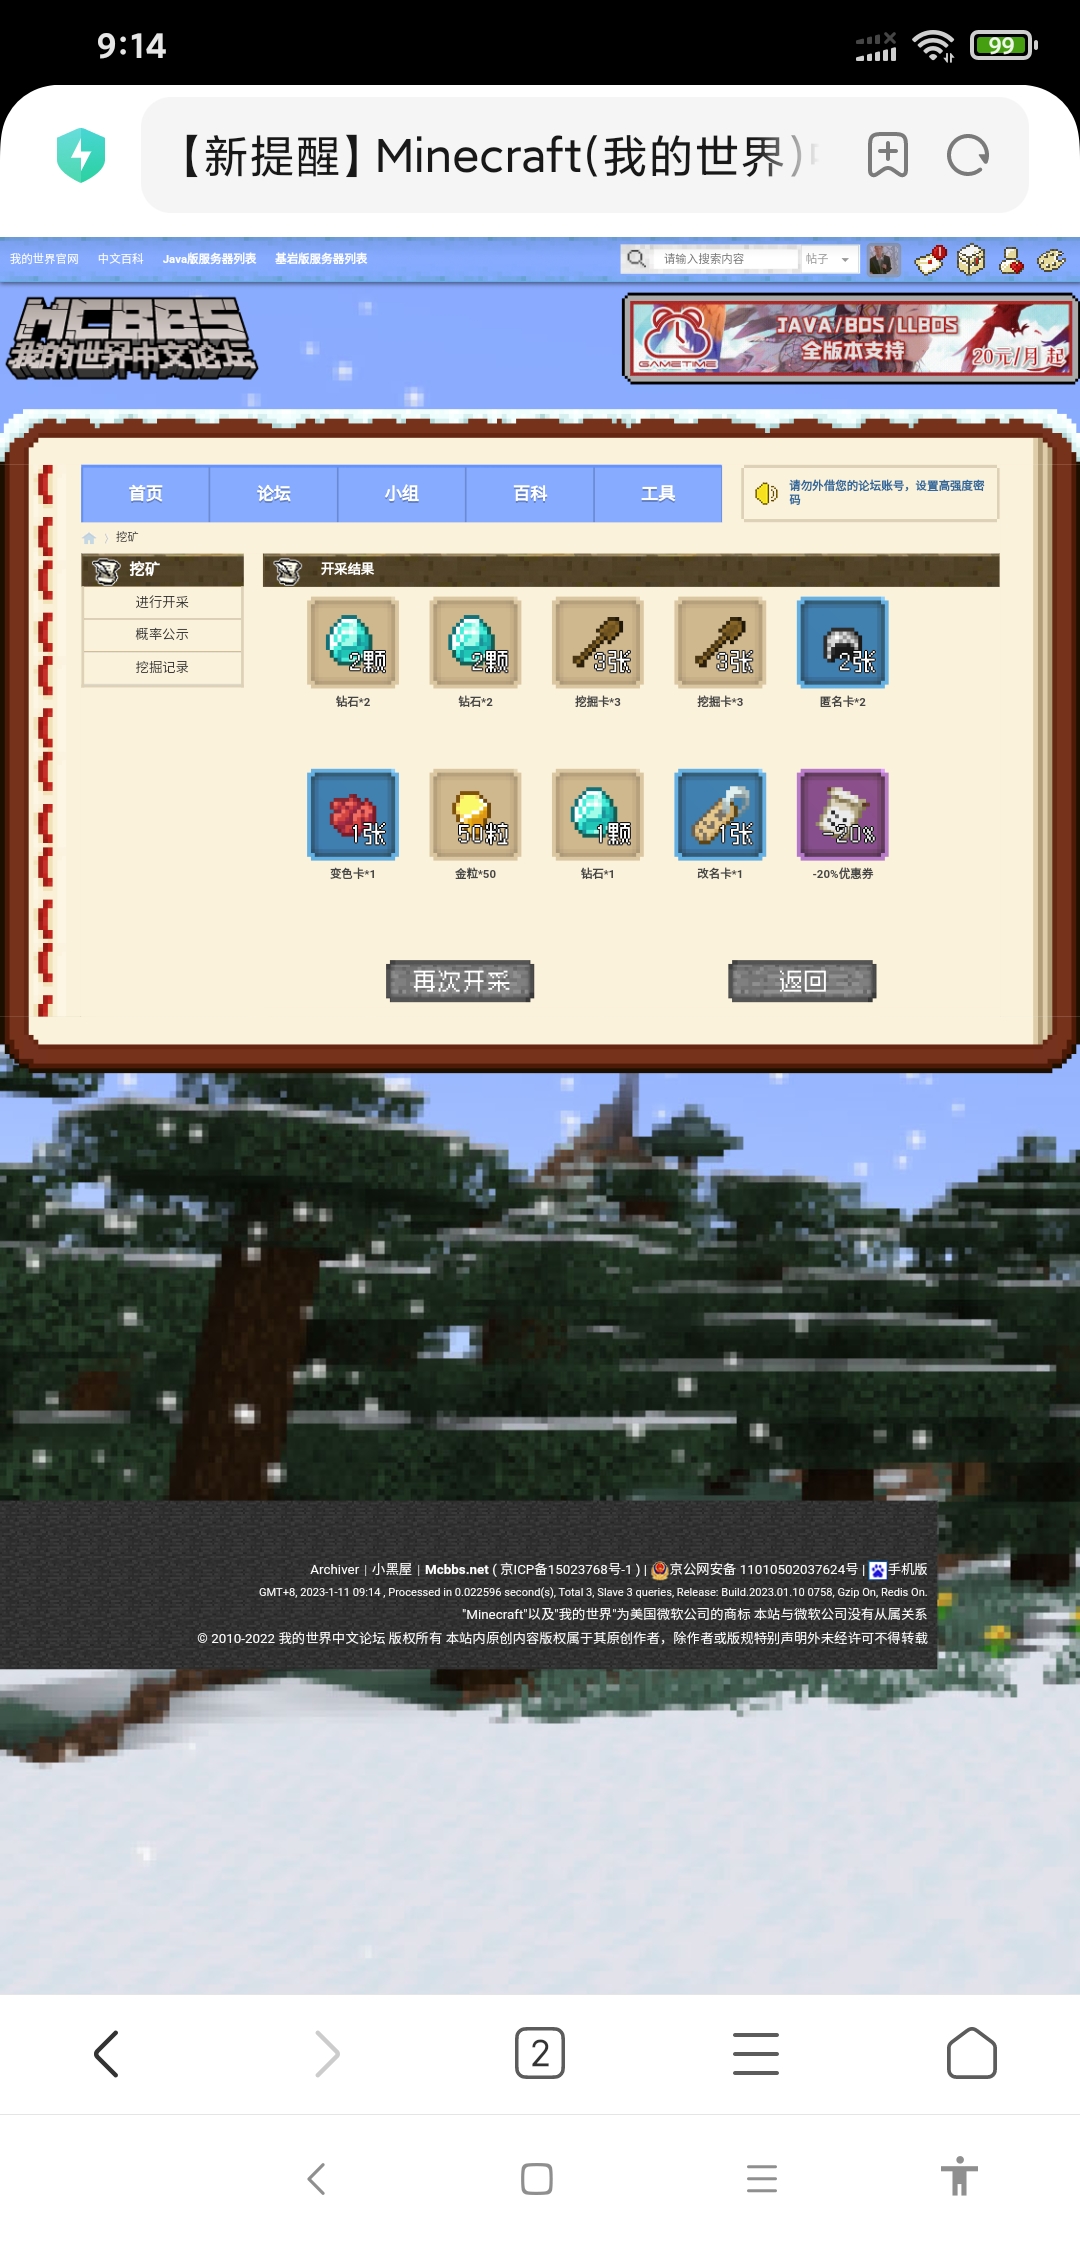 9:14
99
【新提醒】Minecraft(我的世界)
我的世界官网 中文百科 Java版服务器列表 基岩版服务器列表
请输入搜索内容 帖子
MCBBS
我的世界中文论坛
GAMETIME
JAVA/BDS/LLBDS
全版本支持
20元/月 起
首页 论坛 小组 百科 工具
请勿外借您的论坛账号，设置高强度密
码
挖矿
挖矿
进行开采
概率公示
挖掘记录
开采结果
2颗 2颗 3张 3张 2张
钻石*2 钻石*2 挖掘卡*3 挖掘卡*3 匿名卡*2
1张 50粒 1颗 1张 -20%
变色卡*1 金粒*50 钻石*1 改名卡*1 -20%优惠券
再次开采 返回
Archiver | 小黑屋 | Mcbbs.net ( 京ICP备15023768号-1 ) | 京公网安备 11010502037624号 | 手机版
GMT+8, 2023-1-11 09:14 , Processed in 0.022596 second(s), Total 3, Slave 3 queries, Release: Build.2023.01.10 0758, Gzip On, Redis On.
"Minecraft"以及"我的世界"为美国微软公司的商标 本站与微软公司没有从属关系
© 2010-2022 我的世界中文论坛 版权所有 本站内原创内容版权属于其原创作者，除作者或版规特别声明外未经许可不得转载
2